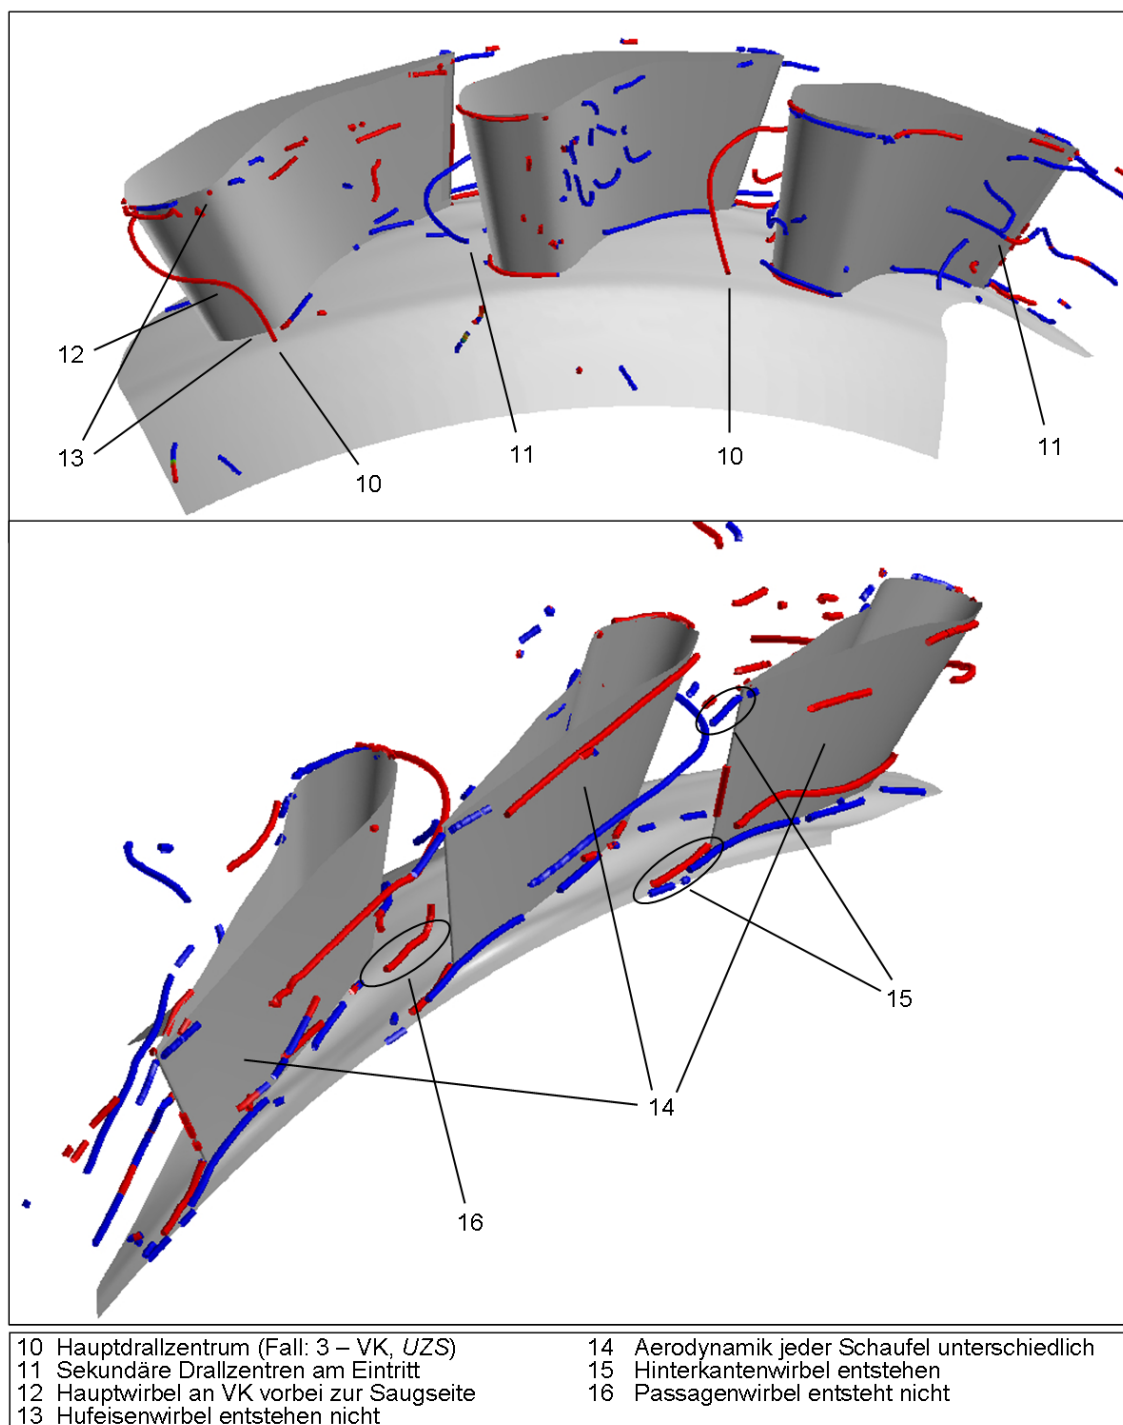 12
13
10
11
10
11
15
14
16
10 Hauptdrallzentrum (Fall: 3 – VK, UZS)
11 Sekundäre Drallzentren am Eintritt
12 Hauptwirbel an VK vorbei zur Saugseite
13 Hufeisenwirbel entstehen nicht
14 Aerodynamik jeder Schaufel unterschiedlich
15 Hinterkantenwirbel entstehen
16 Passagenwirbel entsteht nicht